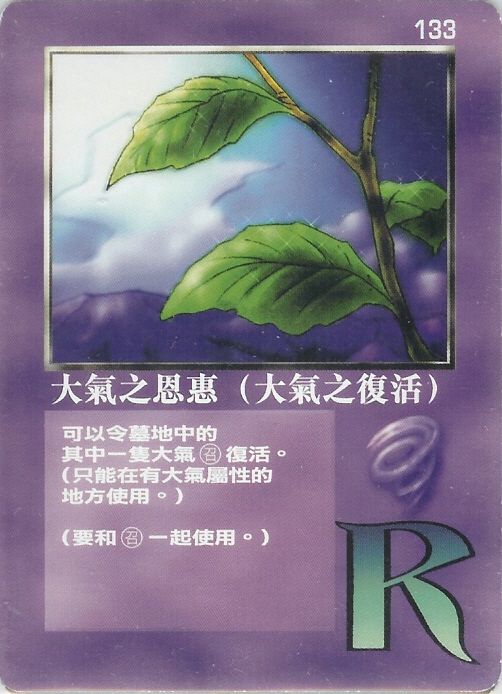 133
大氣之恩惠（大氣之復活）
可以令墓地中的
其中一隻大氣㊁復活。
（只能在有大氣屬性的
地方使用。）
（要和召一起使用。）
R